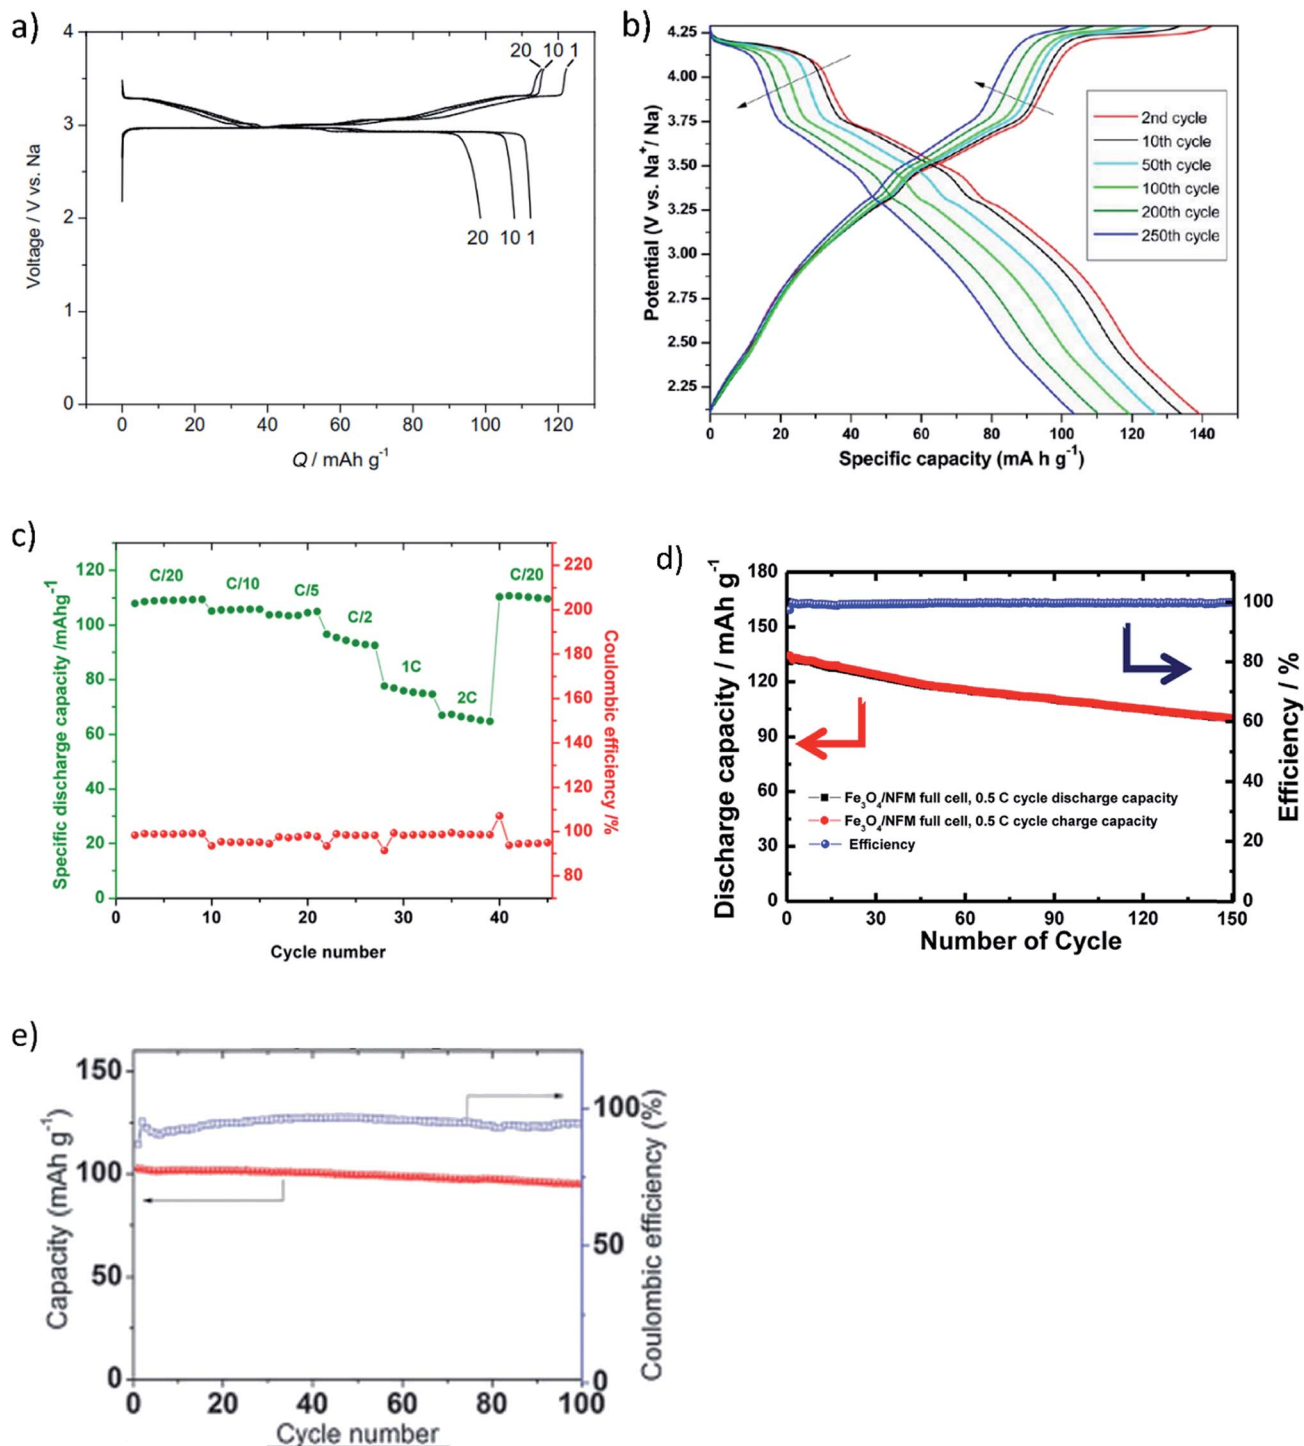 a)
4
3
2
1
0
Voltage / V vs. Na
20 10 1
20 10 1
0 20 40 60 80 100 120
Q / mAh g-1
b)
4.25
4.00
3.75
3.50
3.25
3.00
2.75
2.50
2.25
Potential (V vs. Na+/ Na)
2nd cycle
10th cycle
50th cycle
100th cycle
200th cycle
250th cycle
0 20 40 60 80 100 120 140
Specific capacity (mA h g-1)
c)
120
100
80
60
40
20
0
Specific discharge capacity /mAhg-1
C/20
C/10
C/5
C/2
1C
2C
C/20
220
200
180
160
140
120
100
80
Coulombic efficiency /%
0 10 20 30 40
Cycle number
d)
180
150
120
90
60
30
0
Discharge capacity / mAh g-1
Fe3O4/NFM full cell, 0.5 C cycle discharge capacity
Fe3O4/NFM full cell, 0.5 C cycle charge capacity
Efficiency
100
80
60
40
20
0
Efficiency / %
0 30 60 90 120 150
Number of Cycle
e)
150
100
50
0
Capacity (mAh g-1)
100
50
0
Coulombic efficiency (%)
0 20 40 60 80 100
Cycle number